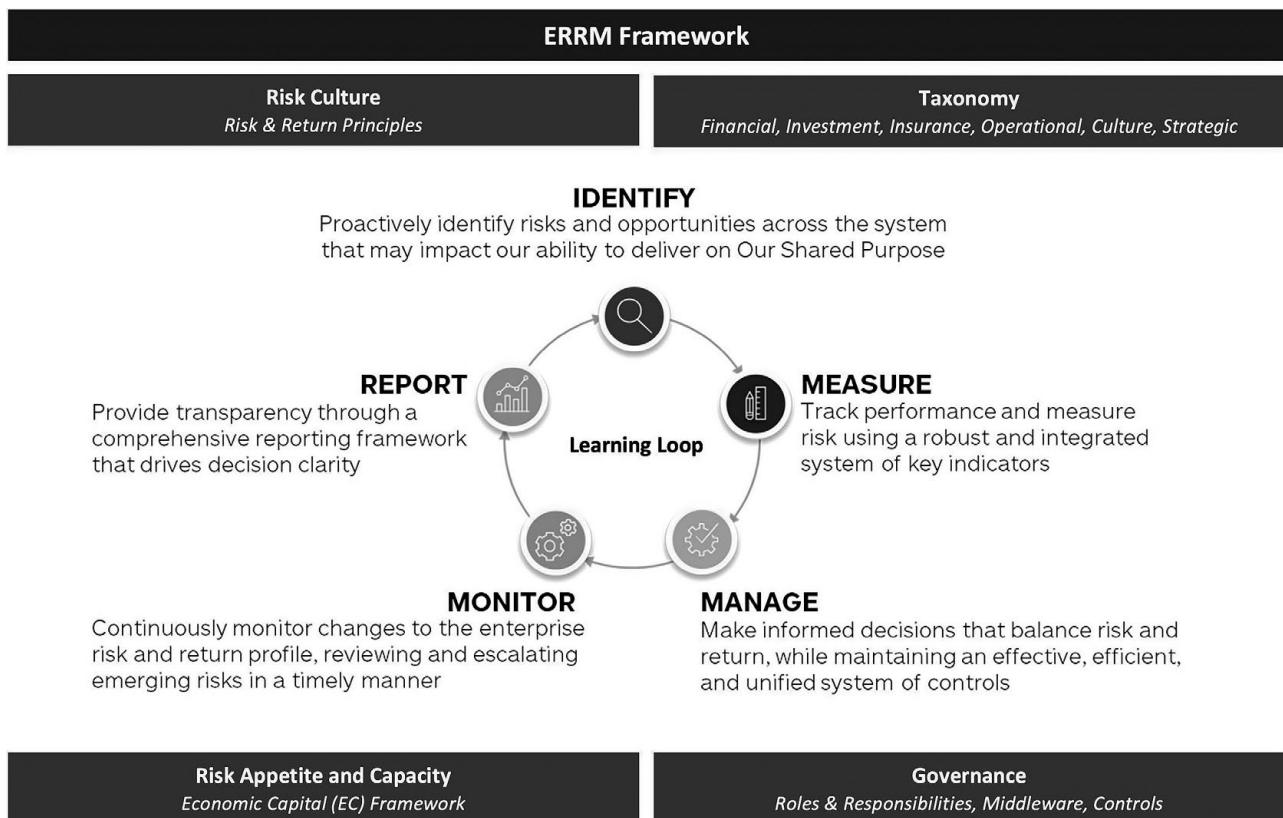 ERRM Framework
Risk Culture
Risk & Return Principles
Taxonomy
Financial, Investment, Insurance, Operational, Culture, Strategic
IDENTIFY
Proactively identify risks and opportunities across the system
that may impact our ability to deliver on Our Shared Purpose
REPORT
Provide transparency through a
comprehensive reporting framework
that drives decision clarity
MEASURE
Track performance and measure
risk using a robust and integrated
system of key indicators
Learning Loop
MONITOR
Continuously monitor changes to the enterprise
risk and return profile, reviewing and escalating
emerging risks in a timely manner
MANAGE
Make informed decisions that balance risk and
return, while maintaining an effective, efficient,
and unified system of controls
Risk Appetite and Capacity
Economic Capital (EC) Framework
Governance
Roles & Responsibilities, Middleware, Controls